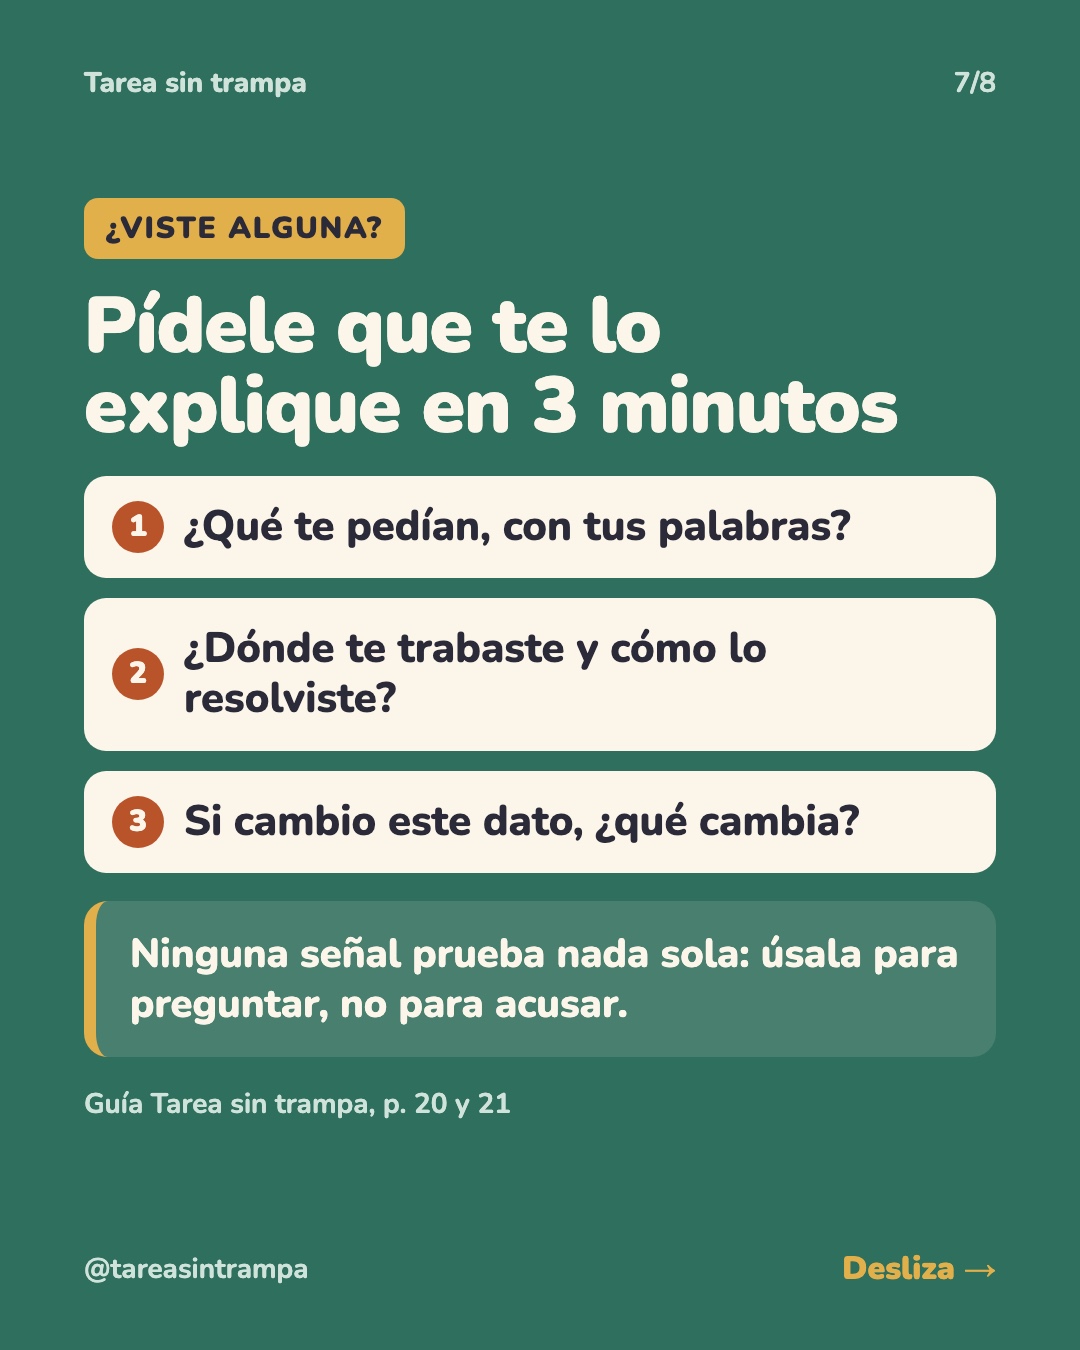 Tarea sin trampa
7/8
¿VISTE ALGUNA?
Pídele que te lo
explique en 3 minutos
1 ¿Qué te pedían, con tus palabras?
2 ¿Dónde te trabaste y cómo lo
resolviste?
3 Si cambio este dato, ¿qué cambia?
Ninguna señal prueba nada sola: úsala para
preguntar, no para acusar.
Guía Tarea sin trampa, p. 20 y 21
@tareasintrampa
Desliza →